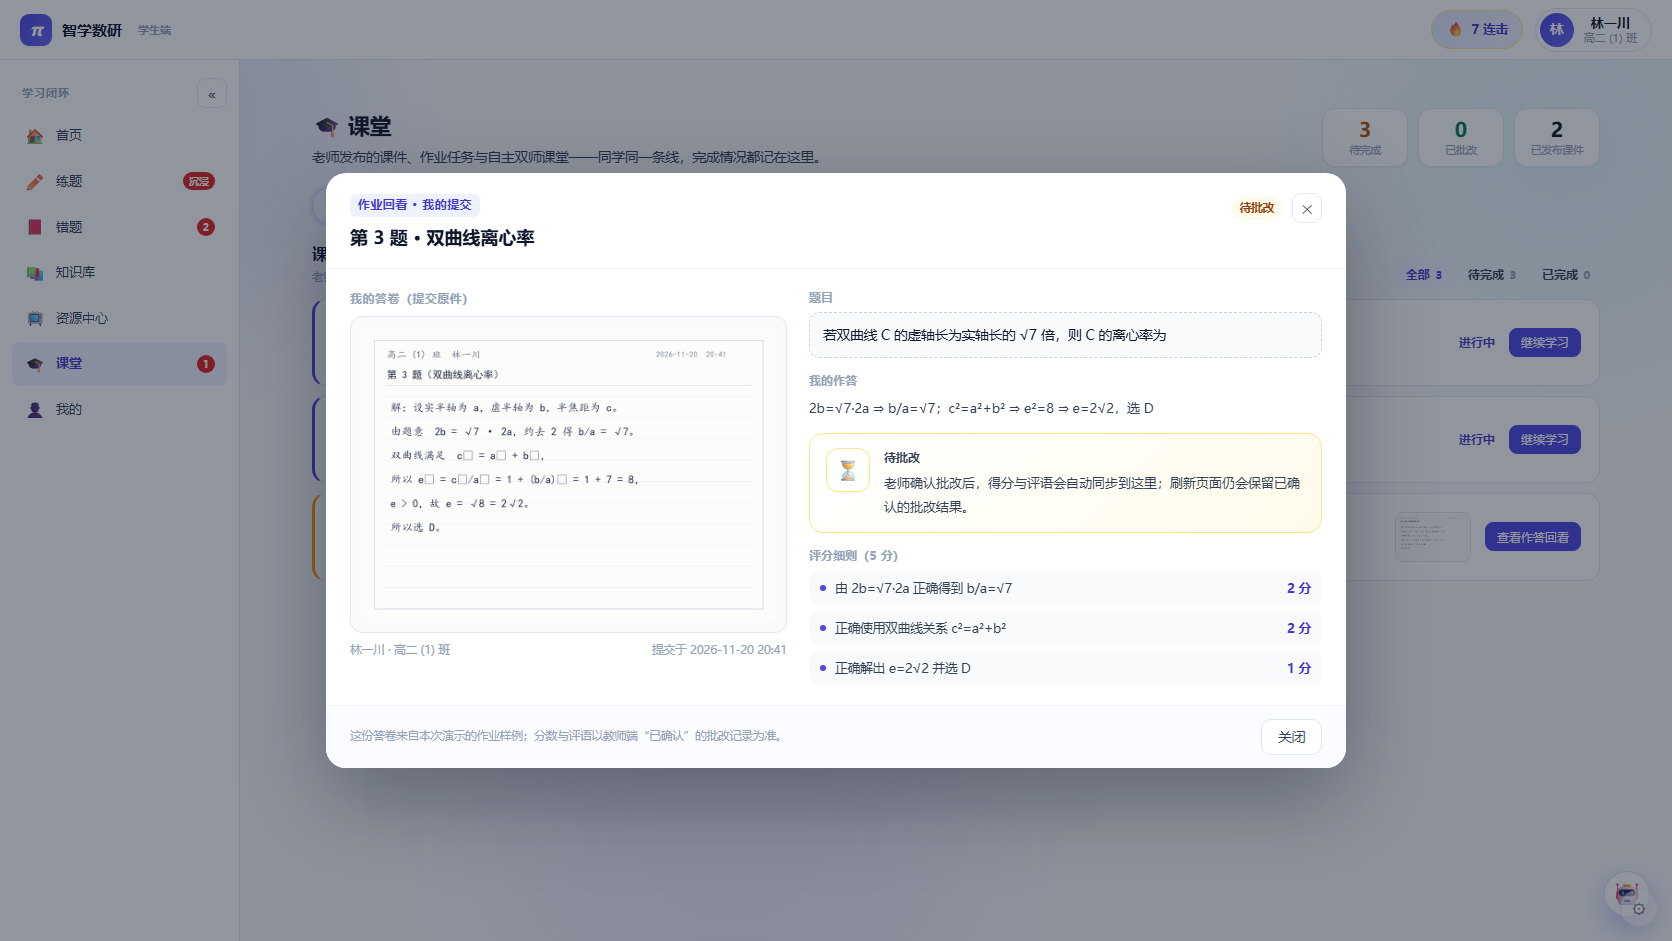 π 智学数研 学生端
🔥 7 连击
林 林一川
高二 (1) 班
学习闭环 «
首页
练题 沉浸
错题 2
知识库
资源中心
课堂 1
我的
课堂
老师发布的课件、作业任务与自主双师课堂——同学同一条线，完成情况都记在这里。
3 待完成
0 已批改
2 已发布课件
全部 3 待完成 3 已完成 0
进行中 继续学习
进行中 继续学习
查看作答回看
作业回看 • 我的提交
待批改 ×
第 3 题 • 双曲线离心率
我的答卷（提交原件）
高二 (1) 班 林一川 2026-11-20 20:41
第 3 题（双曲线离心率）
解: 设实半轴为 a, 虚半轴为 b, 半焦距为 c。
由题意 2b = √7 • 2a, 约去 2 得 b/a = √7。
双曲线满足 c□ = a□ + b□,
所以 e□ = c□/a□ = 1 + (b/a)□ = 1 + 7 = 8,
e > 0, 故 e = √8 = 2√2。
所以选 D。
林一川 · 高二 (1) 班 提交于 2026-11-20 20:41
题目
若双曲线 C 的虚轴长为实轴长的 √7 倍，则 C 的离心率为
我的作答
2b=√7·2a ⇒ b/a=√7；c²=a²+b² ⇒ e²=8 ⇒ e=2√2，选 D
待批改
老师确认批改后，得分与评语会自动同步到这里；刷新页面仍会保留已确
认的批改结果。
评分细则（5 分）
由 2b=√7·2a 正确得到 b/a=√7 2 分
正确使用双曲线关系 c²=a²+b² 2 分
正确解出 e=2√2 并选 D 1 分
这份答卷来自本次演示的作业样例；分数与评语以教师端“已确认”的批改记录为准。
关闭